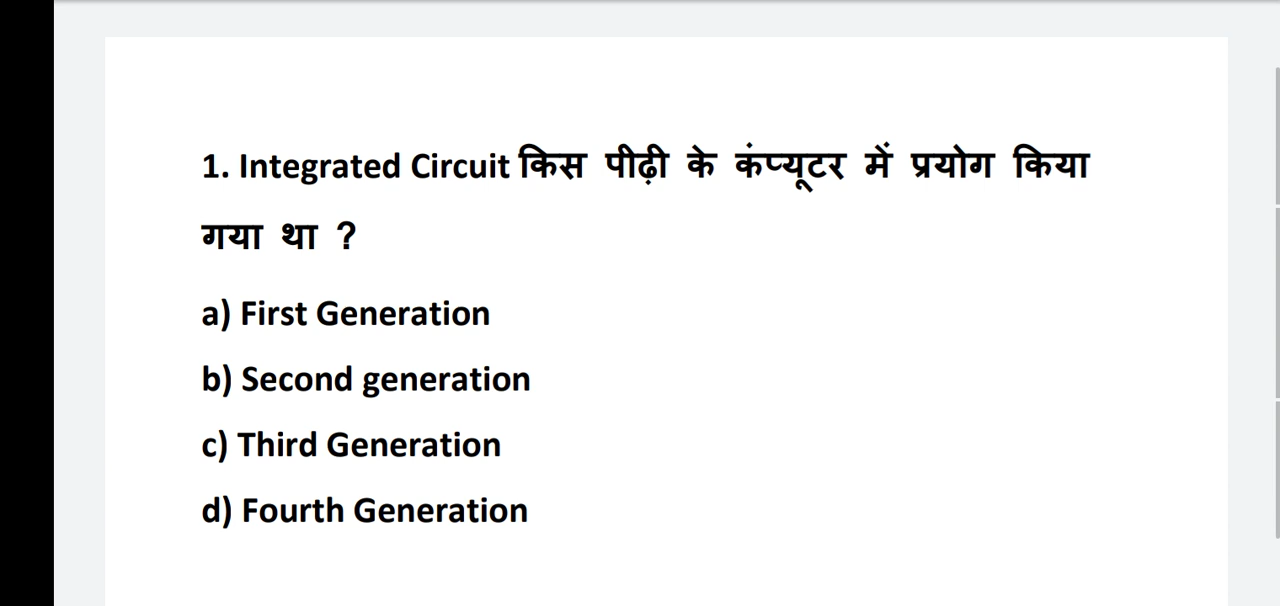 1. Integrated Circuit किस पीढ़ी के कंप्यूटर में प्रयोग किया
गया था ?
a) First Generation
b) Second generation
c) Third Generation
d) Fourth Generation